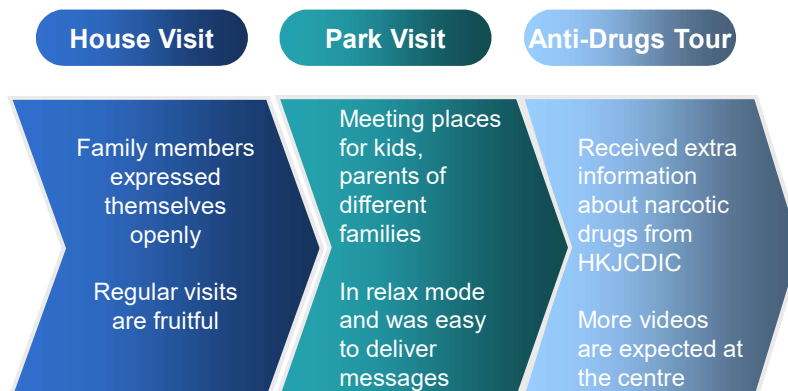 House Visit
Park Visit
Anti-Drugs Tour
Family members
expressed
themselves
openly
Regular visits
are fruitful
Meeting places
for kids,
parents of
different
families
In relax mode
and was easy
to deliver
messages
Received extra
information
about narcotic
drugs from
HKJCDIC
More videos
are expected at
the centre